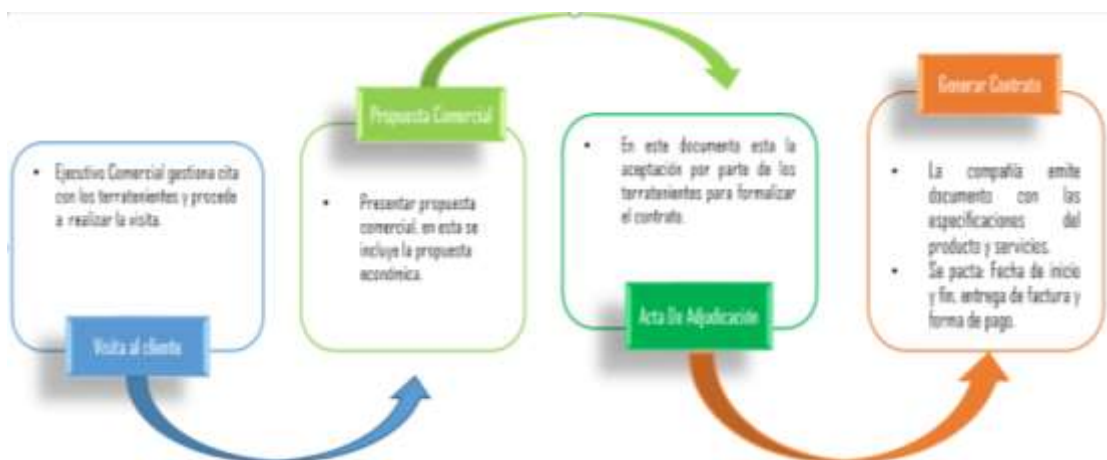 • Ejecutivo Comercial gestiona cita
con los terratenientes y procede
a realizar la visita.
Visita al cliente
Propuesta Comercial
• Presentar propuesta
comercial, en esta se
incluye la propuesta
económica.
• En este documento esta la
aceptación por parte de los
terratenientes para formalizar
el contrato.
Acta De Adjudicación
Generar Contrato
• La compañía emite
documento con las
especificaciones del
producto y servicios.
• Se pacta: Fecha de inicio
y fin, entrega de factura y
forma de pago.